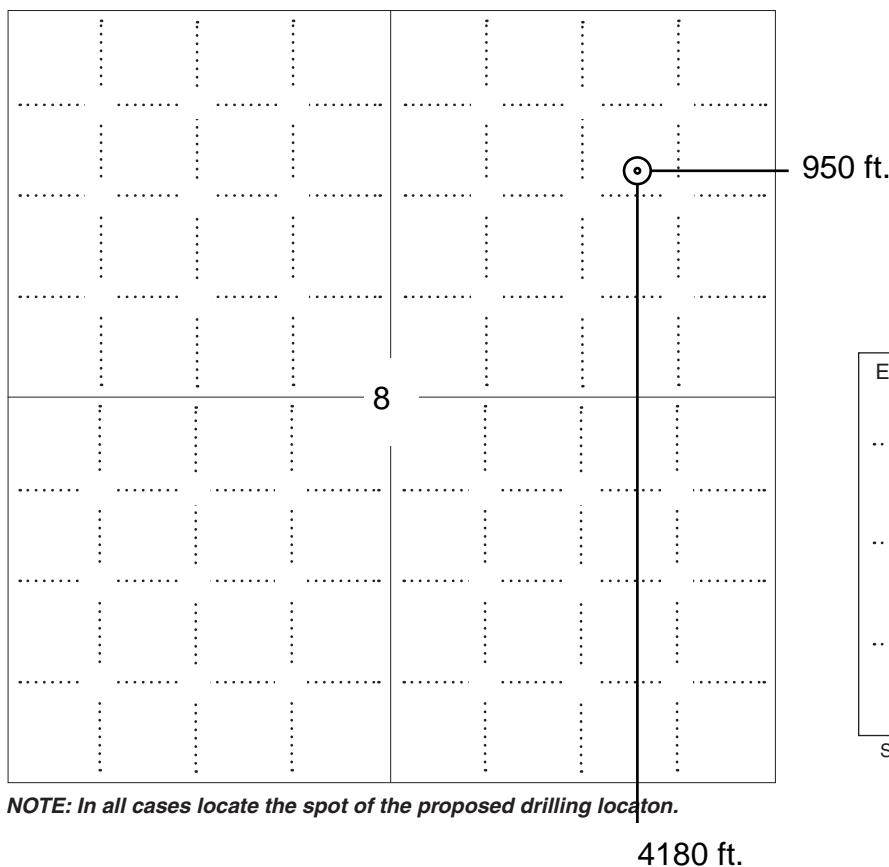 950 ft.
E
8
S
NOTE: In all cases locate the spot of the proposed drilling locaton.
4180 ft.